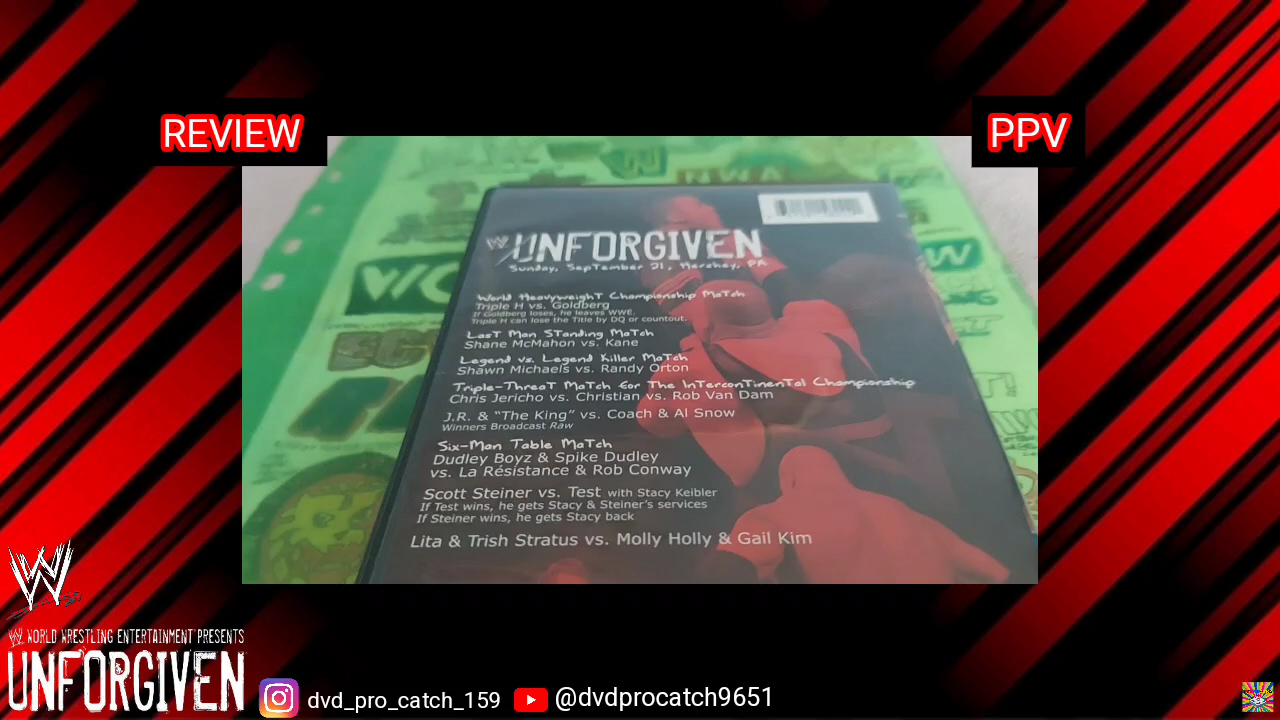 REVIEW
PPV
NWA
UNFORGIVEN
Sunday, September 21, Hershey, PA
World Heavyweight Championship Match
Triple H vs. Goldberg
If Goldberg loses, he leaves WWE.
Triple H can lose the Title by DQ or countout.
Last Man Standing Match
Shane McMahon vs. Kane
Legend vs. Legend Killer Match
Shawn Michaels vs. Randy Orton
Triple-Threat Match for The Intercontinental Championship
Chris Jericho vs. Christian vs. Rob Van Dam
J.R. & "The King" vs. Coach & Al Snow
Winners Broadcast Raw
Six-Man Table Match
Dudley Boyz & Spike Dudley
vs. La Résistance & Rob Conway
Scott Steiner vs. Test with Stacy Keibler
If Test wins, he gets Stacy & Steiner's services
If Steiner wins, he gets Stacy back
Lita & Trish Stratus vs. Molly Holly & Gail Kim
W
WORLD WRESTLING ENTERTAINMENT PRESENTS
UNFORGIVEN
dvd_pro_catch_159
@dvdprocatch9651